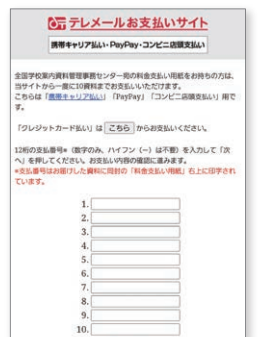 テレメールお支払いサイト
携帯キャリア払い・PayPay・コンビニ店頭支払い
全国学校案内資料管理事務センター宛の料金支払い用紙をお持ちの方は、
当サイトから一度に10資料までお支払いいただけます。
こちらは「携帯キャリア払い」「PayPay」「コンビニ店頭支払い」用で
す。
「クレジットカード払い」は こちら からお支払いください。
12桁の支払番号*（数字のみ、ハイフン（−）は不要）を入力して「次
へ」を押してください。お支払い内容の確認に進みます。
*支払番号はお届けした資料に同封の「料金支払い用紙」右上に印字され
ています。
1.
2.
3.
4.
5.
6.
7.
8.
9.
10.